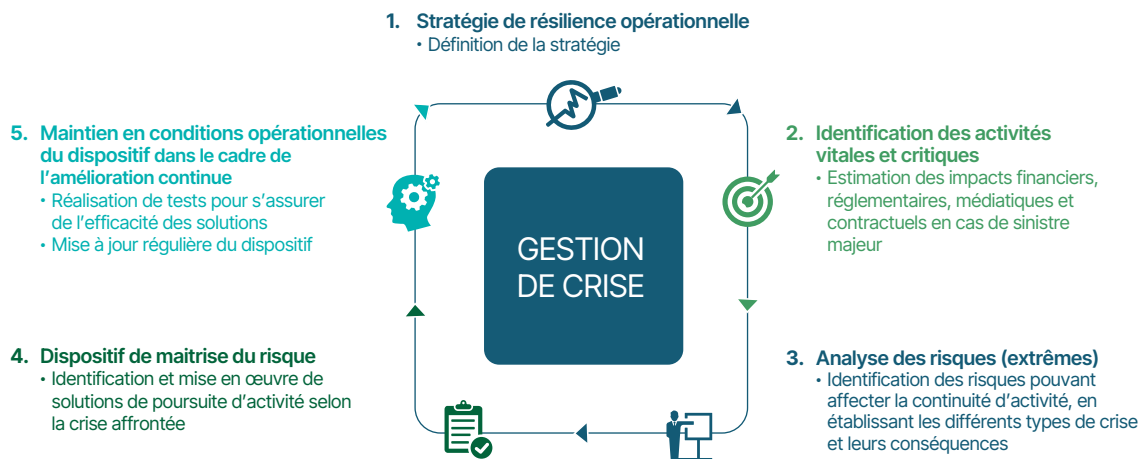 1. Stratégie de résilience opérationnelle
• Définition de la stratégie
2. Identification des activités
vitales et critiques
• Estimation des impacts financiers,
réglementaires, médiatiques et
contractuels en cas de sinistre
majeur
3. Analyse des risques (extrêmes)
• Identification des risques pouvant
affecter la continuité d’activité, en
établissant les différents types de crise
et leurs conséquences
4. Dispositif de maitrise du risque
• Identification et mise en œuvre de
solutions de poursuite d’activité selon
la crise affrontée
5. Maintien en conditions opérationnelles
du dispositif dans le cadre de
l’amélioration continue
• Réalisation de tests pour s’assurer
de l’efficacité des solutions
• Mise à jour régulière du dispositif
GESTION
DE CRISE